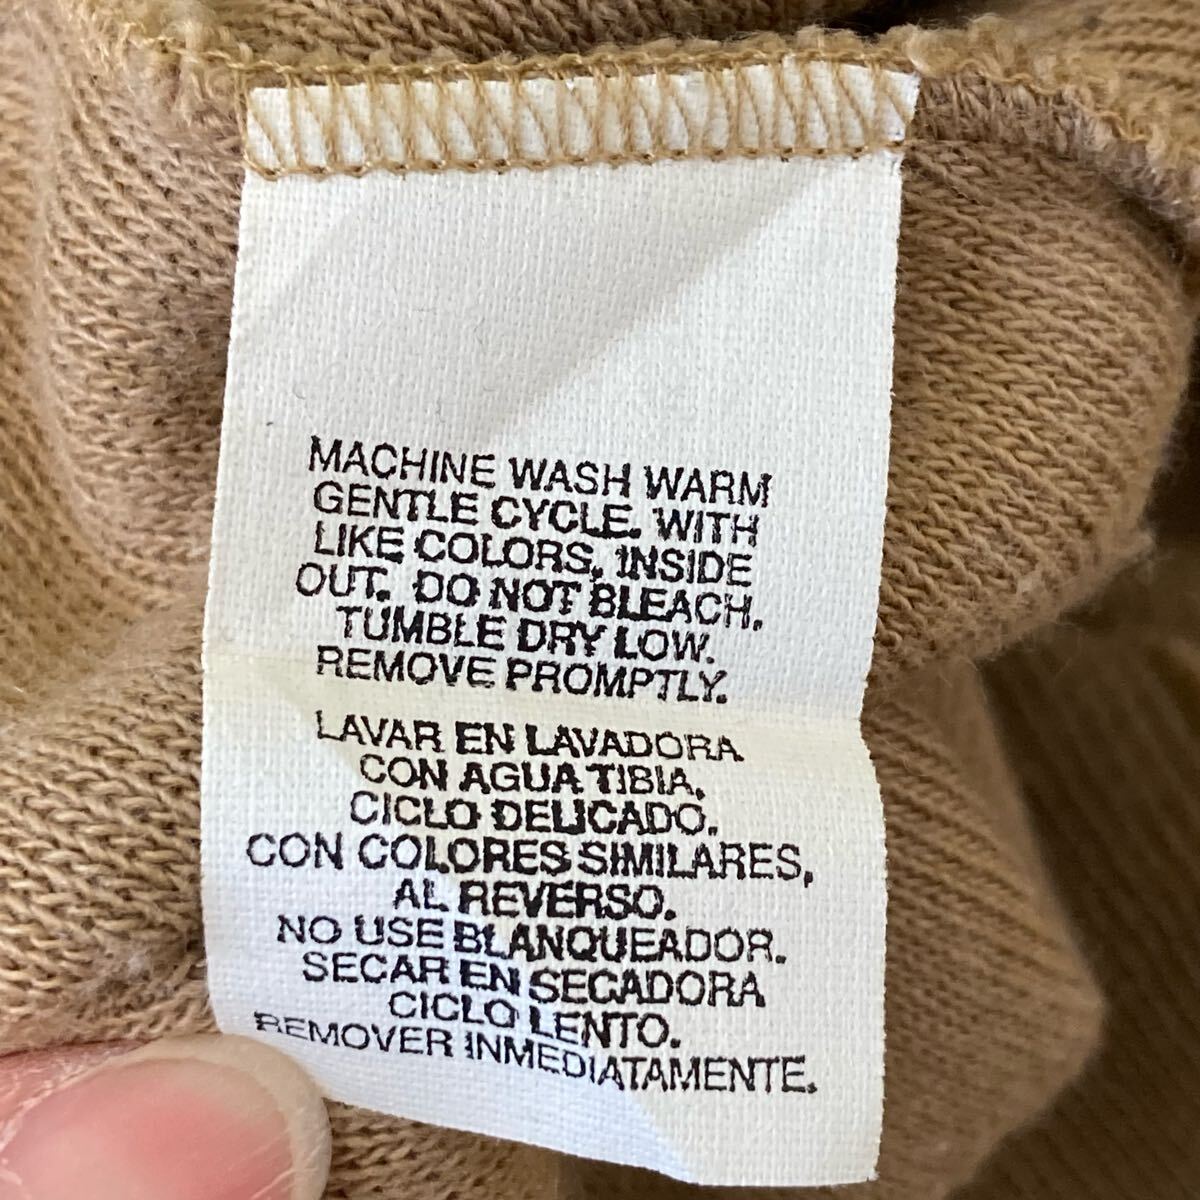 MACHINE WASH WARM
GENTLE CYCLE. WITH
LIKE COLORS, INSIDE
OUT. DO NOT BLEACH.
TUMBLE DRY LOW.
REMOVE PROMPTLY.
LAVAR EN LAVADORA
CON AGUA TIBIA.
CICLO DELICADO.
CON COLORES SIMILARES,
AL REVERSO.
NO USE BLANQUEADOR.
SECAR EN SECADORA
CICLO LENTO.
REMOVER INMEDIATAMENTE.